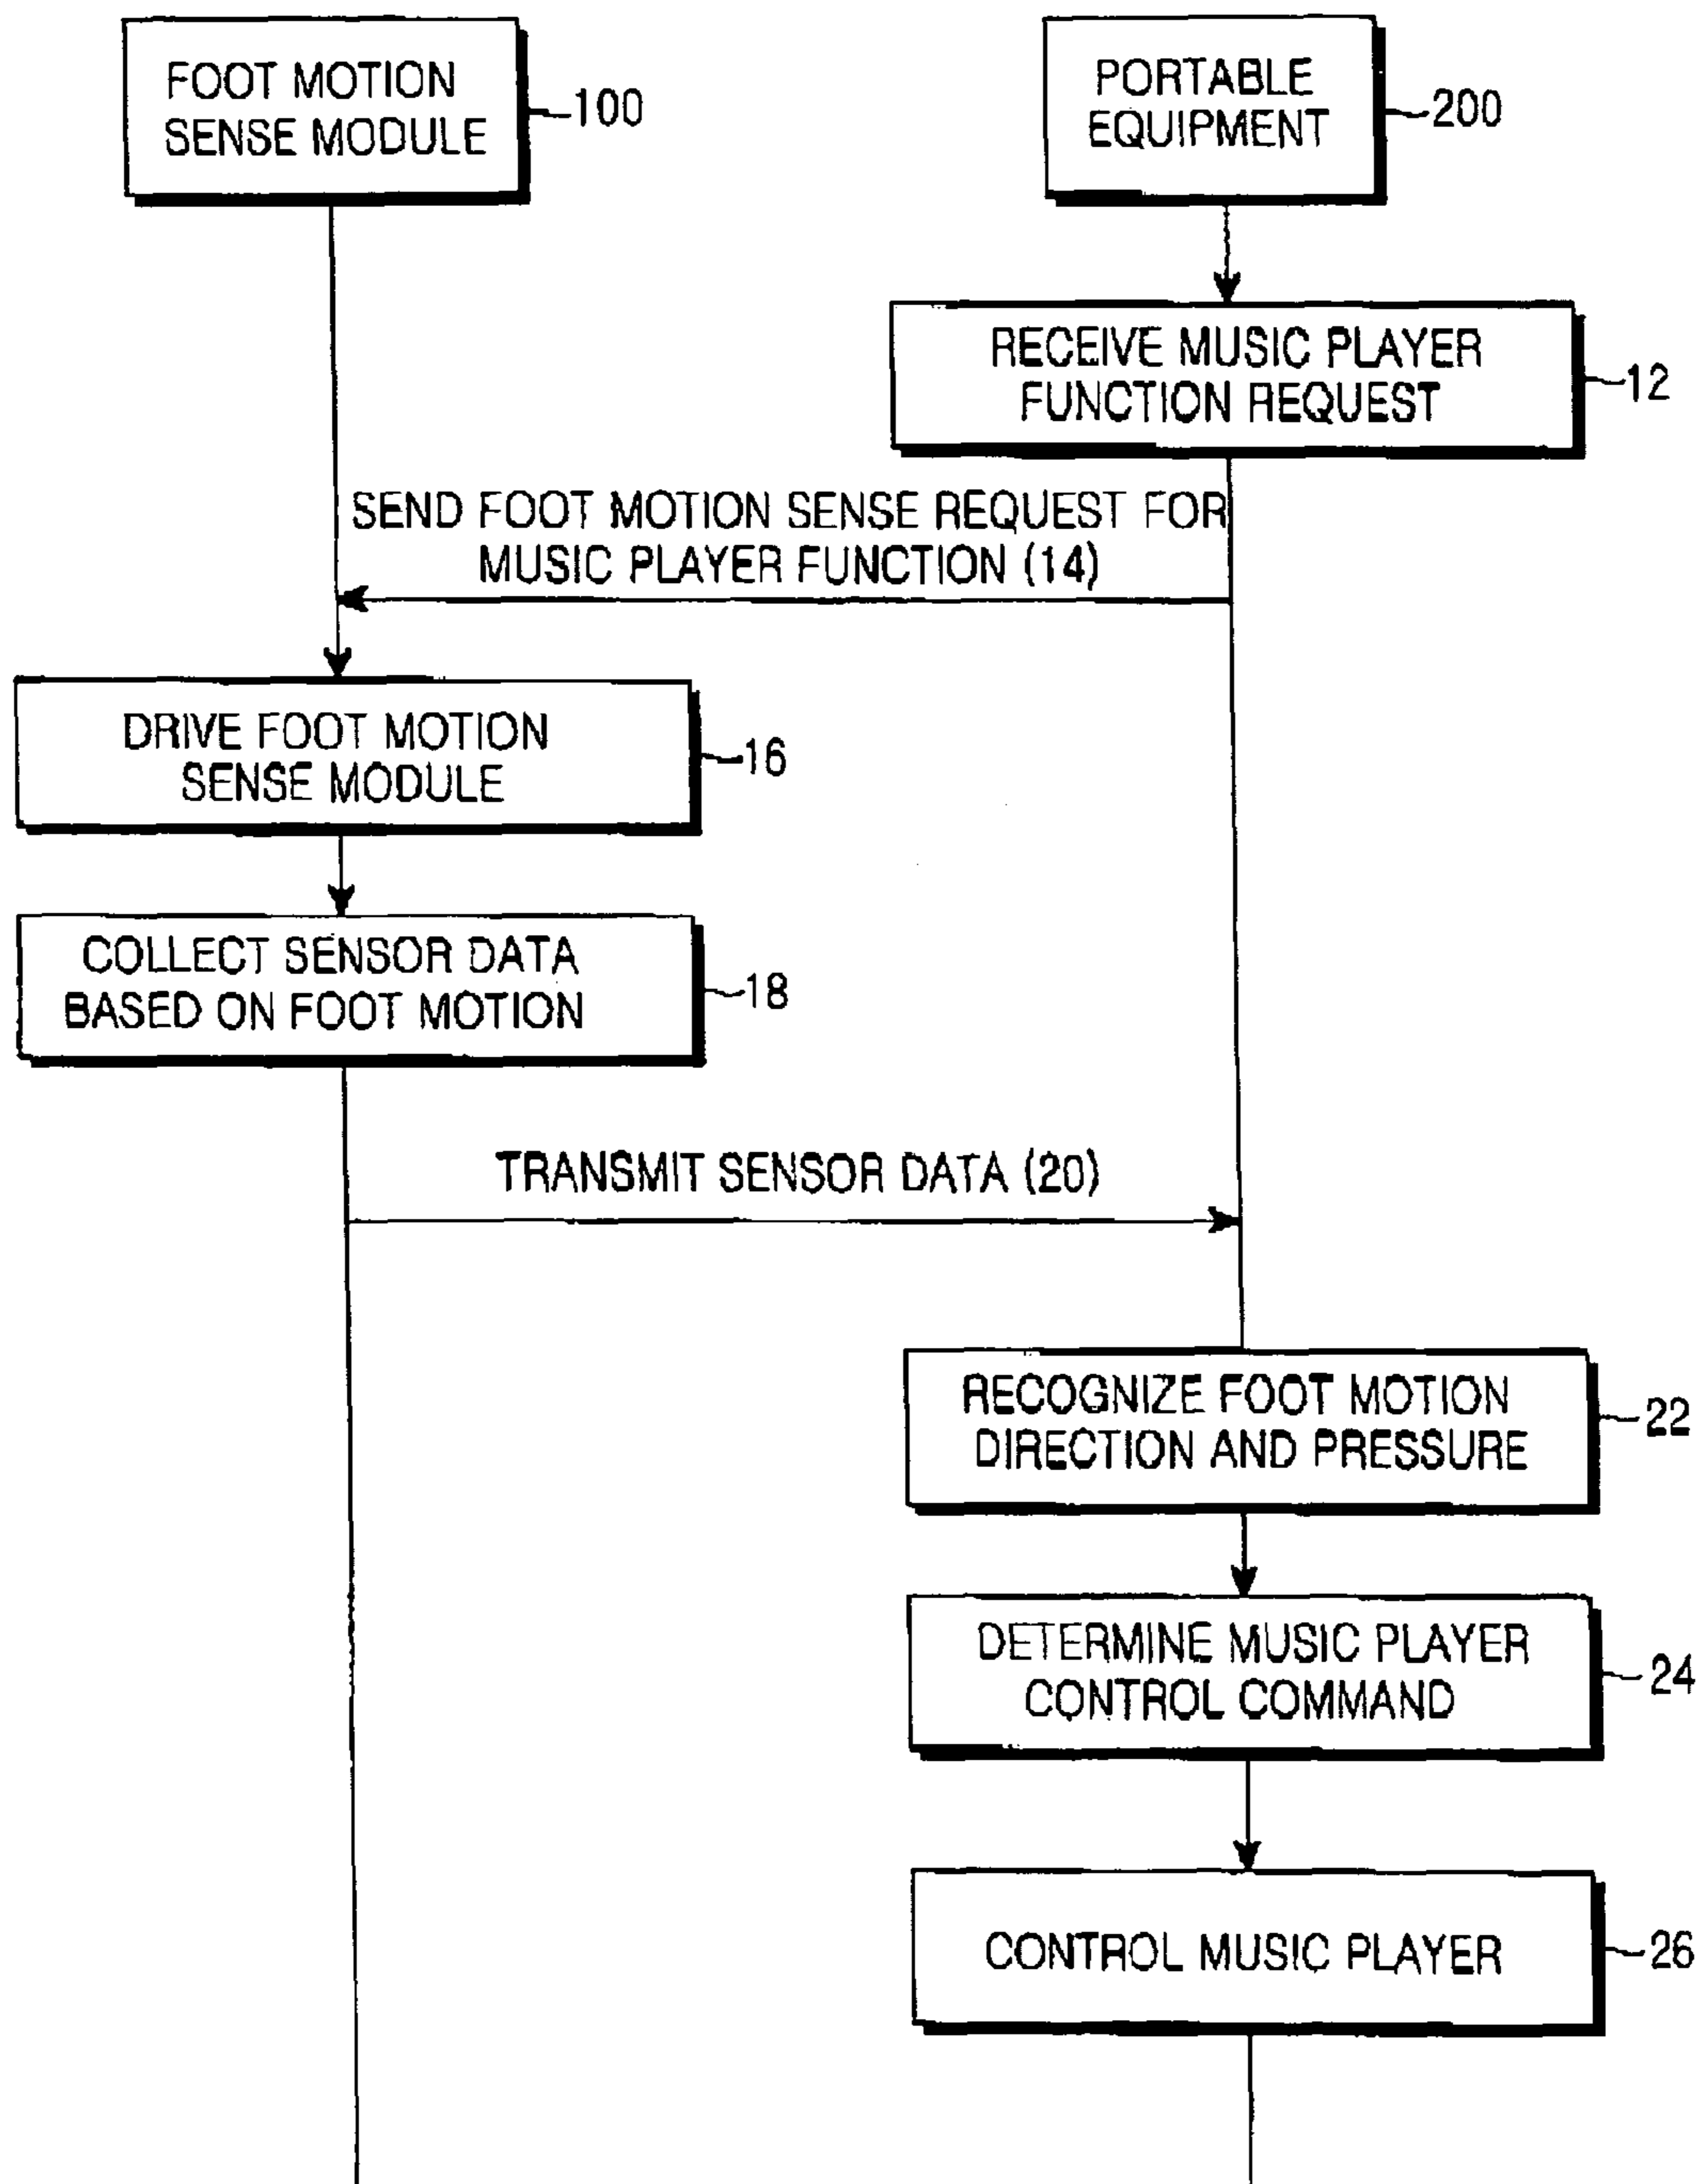 FOOT MOTION
SENSE MODULE
100
PORTABLE
EQUIPMENT
200
RECEIVE MUSIC PLAYER
FUNCTION REQUEST
12
SEND FOOT MOTION SENSE REQUEST FOR
MUSIC PLAYER FUNCTION (14)
DRIVE FOOT MOTION
SENSE MODULE
16
COLLECT SENSOR DATA
BASED ON FOOT MOTION
18
TRANSMIT SENSOR DATA (20)
RECOGNIZE FOOT MOTION
DIRECTION AND PRESSURE
22
DETERMINE MUSIC PLAYER
CONTROL COMMAND
24
CONTROL MUSIC PLAYER
26